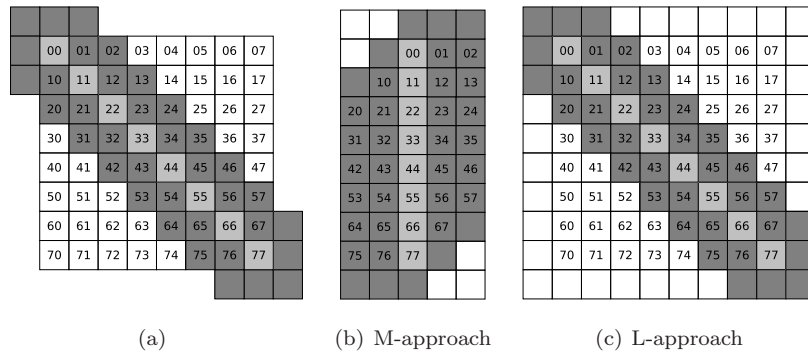 00 01 02 03 04 05 06 07
10 11 12 13 14 15 16 17
20 21 22 23 24 25 26 27
30 31 32 33 34 35 36 37
40 41 42 43 44 45 46 47
50 51 52 53 54 55 56 57
60 61 62 63 64 65 66 67
70 71 72 73 74 75 76 77
(a)
00 01 02
10 11 12 13
20 21 22 23 24
31 32 33 34 35
42 43 44 45 46
53 54 55 56 57
64 65 66 67
75 76 77
(b) M-approach
00 01 02 03 04 05 06 07
10 11 12 13 14 15 16 17
20 21 22 23 24 25 26 27
30 31 32 33 34 35 36 37
40 41 42 43 44 45 46 47
50 51 52 53 54 55 56 57
60 61 62 63 64 65 66 67
70 71 72 73 74 75 76 77
(c) L-approach